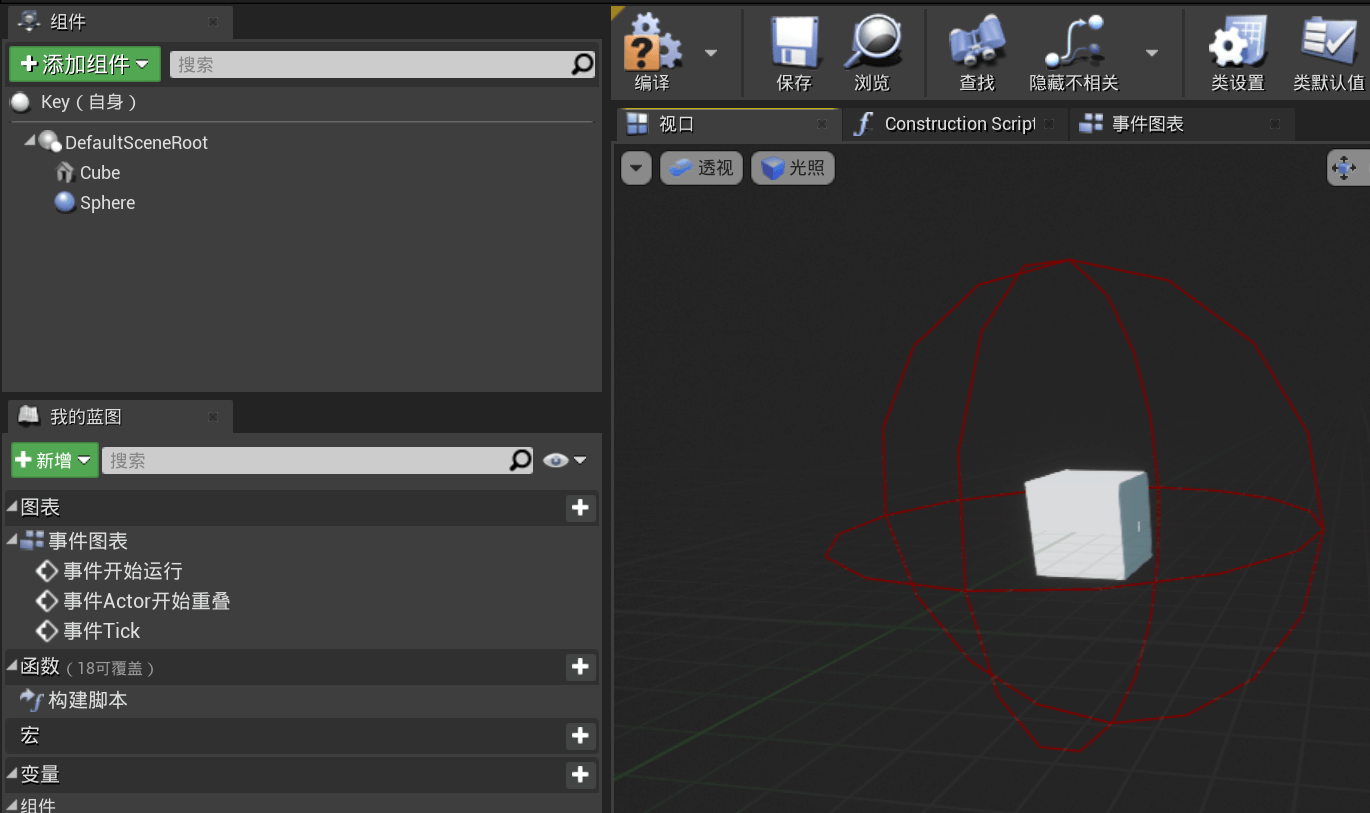 组件
添加组件
搜索
Key（自身）
DefaultSceneRoot
Cube
Sphere
我的蓝图
新增
搜索
图表
事件图表
事件开始运行
事件Actor开始重叠
事件Tick
函数（18可覆盖）
构建脚本
宏
变量
组件
编译
保存
浏览
查找
隐藏不相关
类设置
类默认值
视口
Construction Script
事件图表
透视
光照